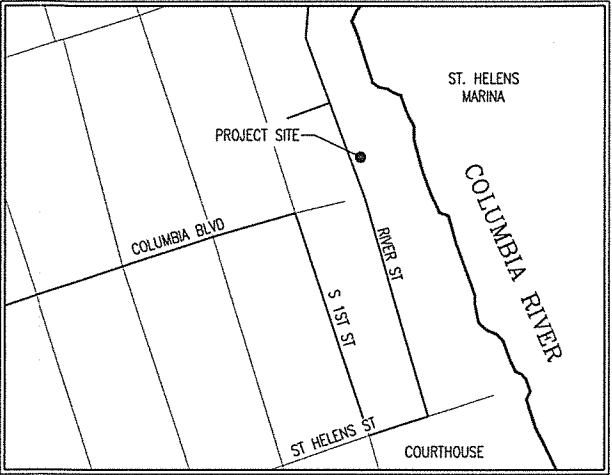 ST. HELENS
MARINA
PROJECT SITE
COLUMBIA RIVER
COLUMBIA BLVD
RIVER ST
S 1ST ST
ST HELENS ST
COURTHOUSE